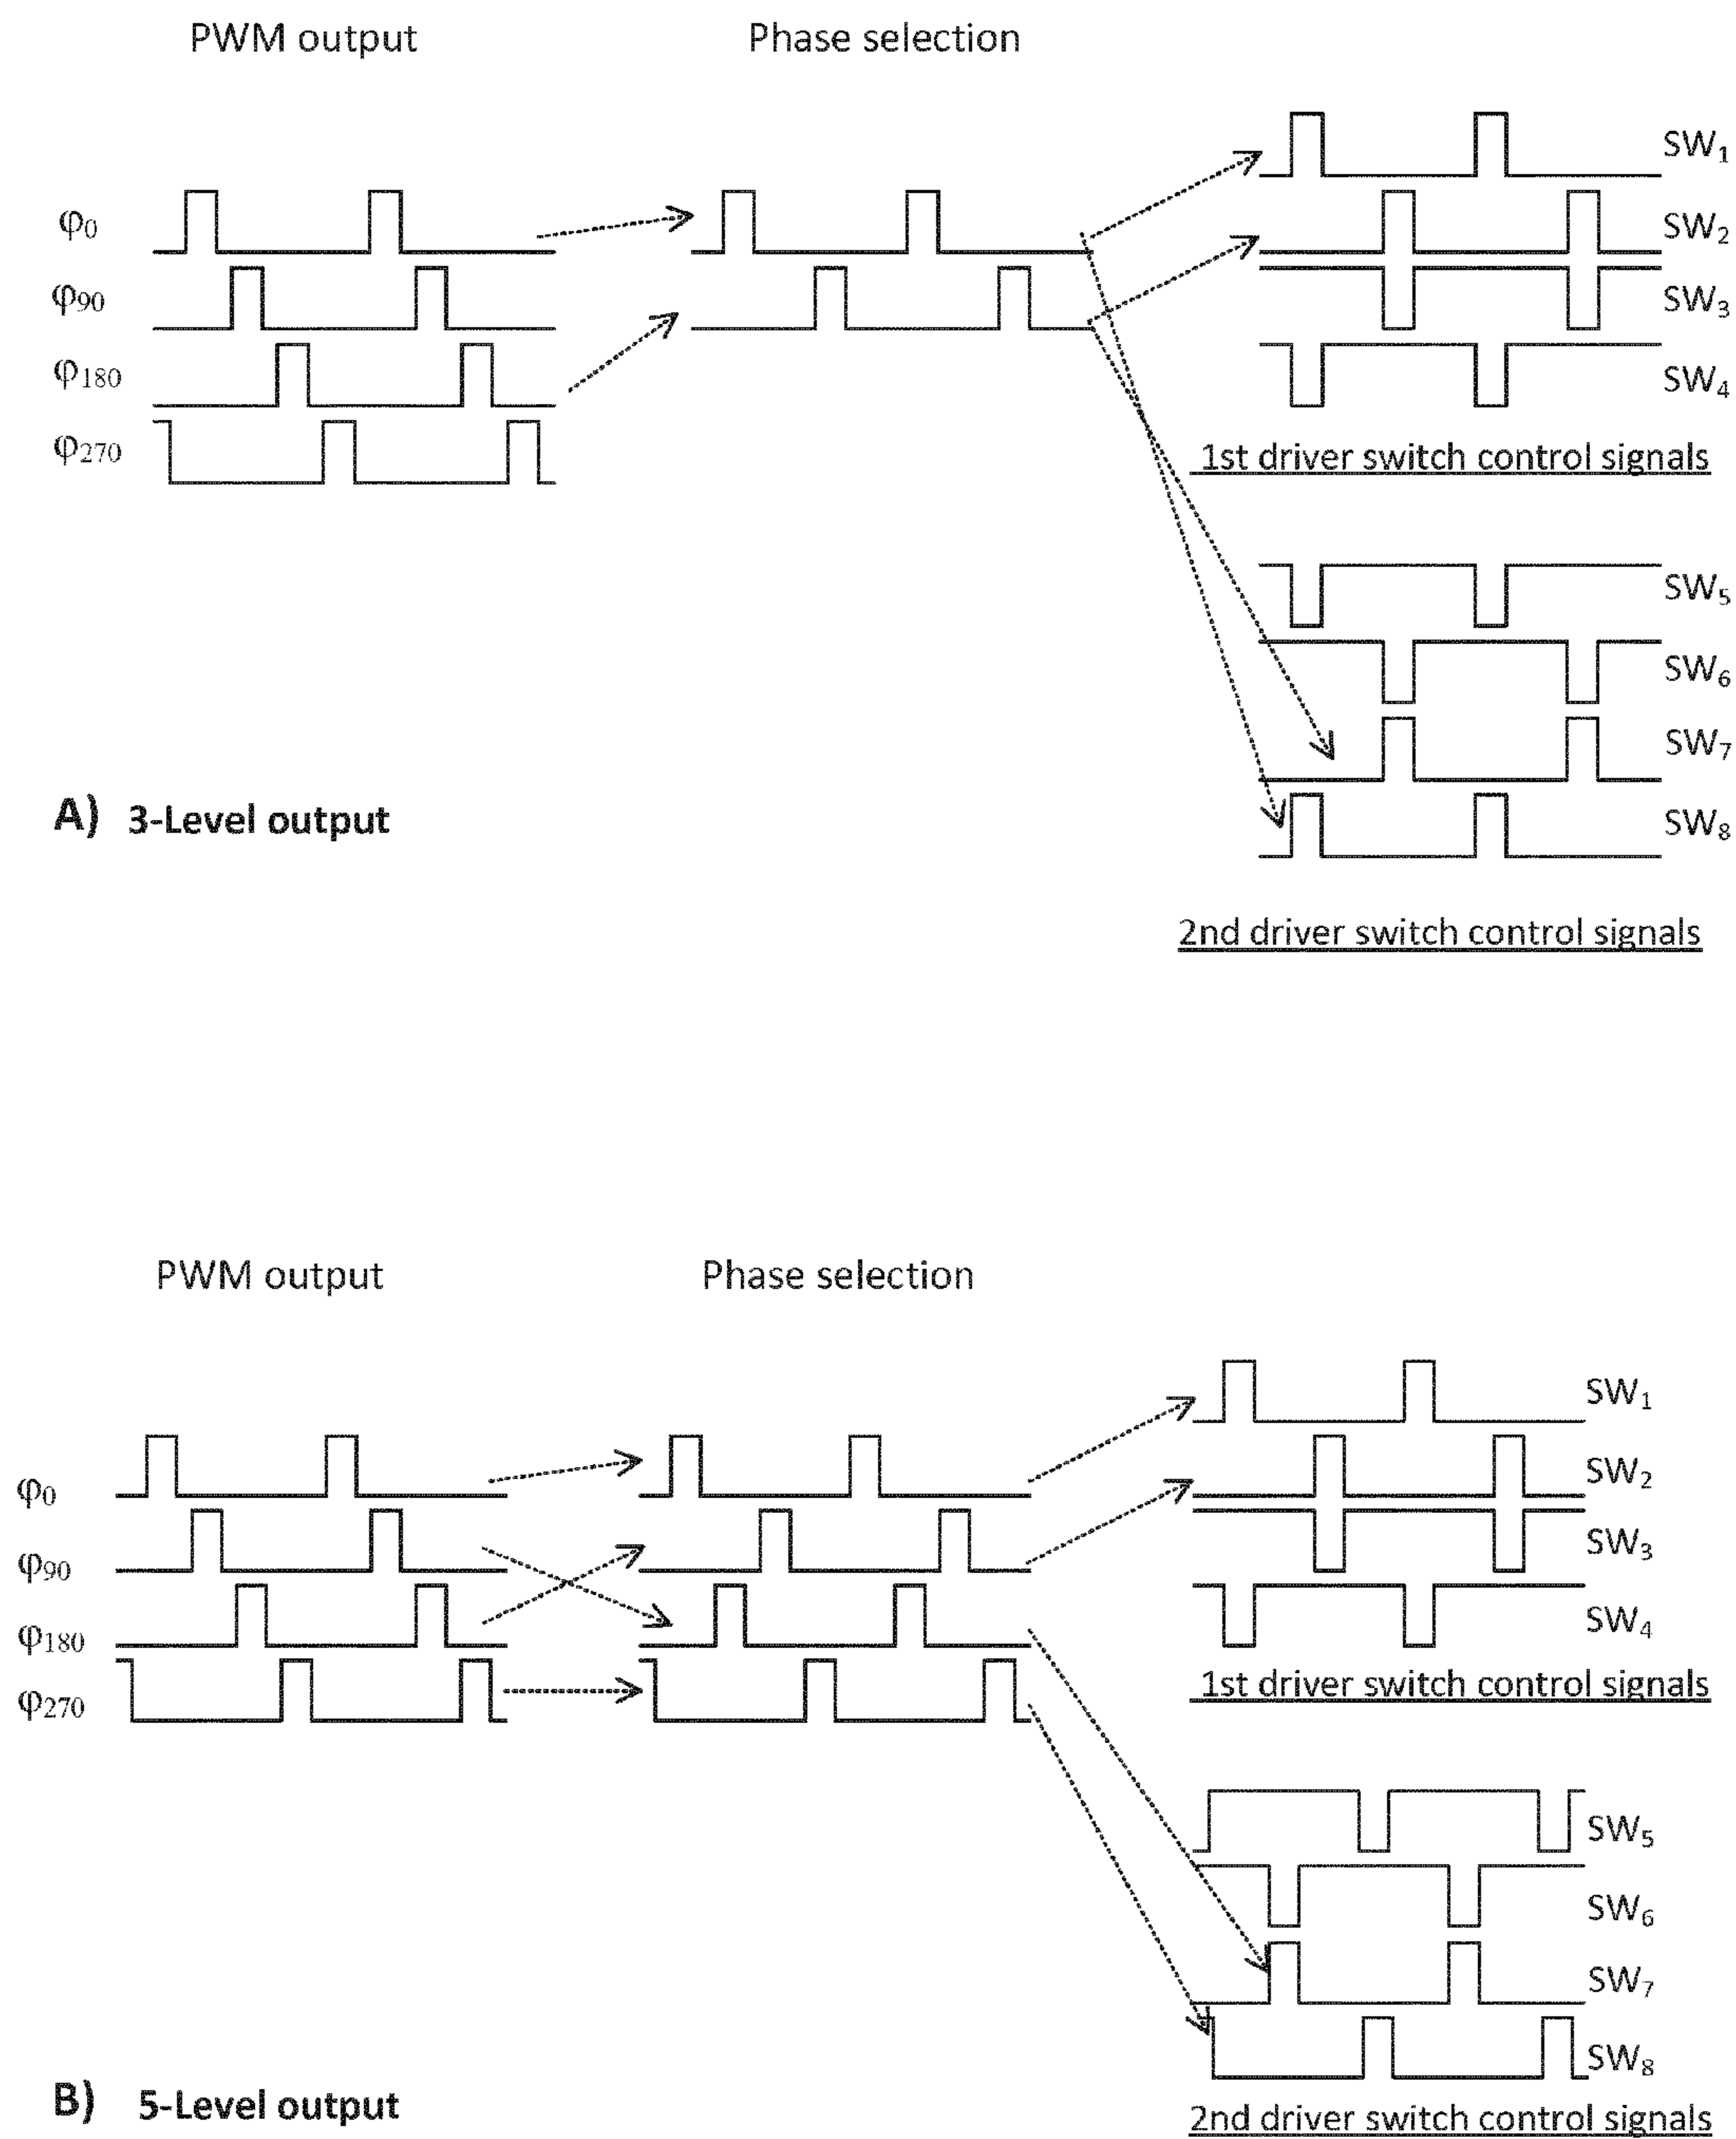 PWM output
Phase selection
φ0
φ90
φ180
φ270
SW1
SW2
SW3
SW4
1st driver switch control signals
SW5
SW6
SW7
SW8
2nd driver switch control signals
A) 3-Level output
PWM output
Phase selection
φ0
φ90
φ180
φ270
SW1
SW2
SW3
SW4
1st driver switch control signals
SW5
SW6
SW7
SW8
2nd driver switch control signals
B) 5-Level output